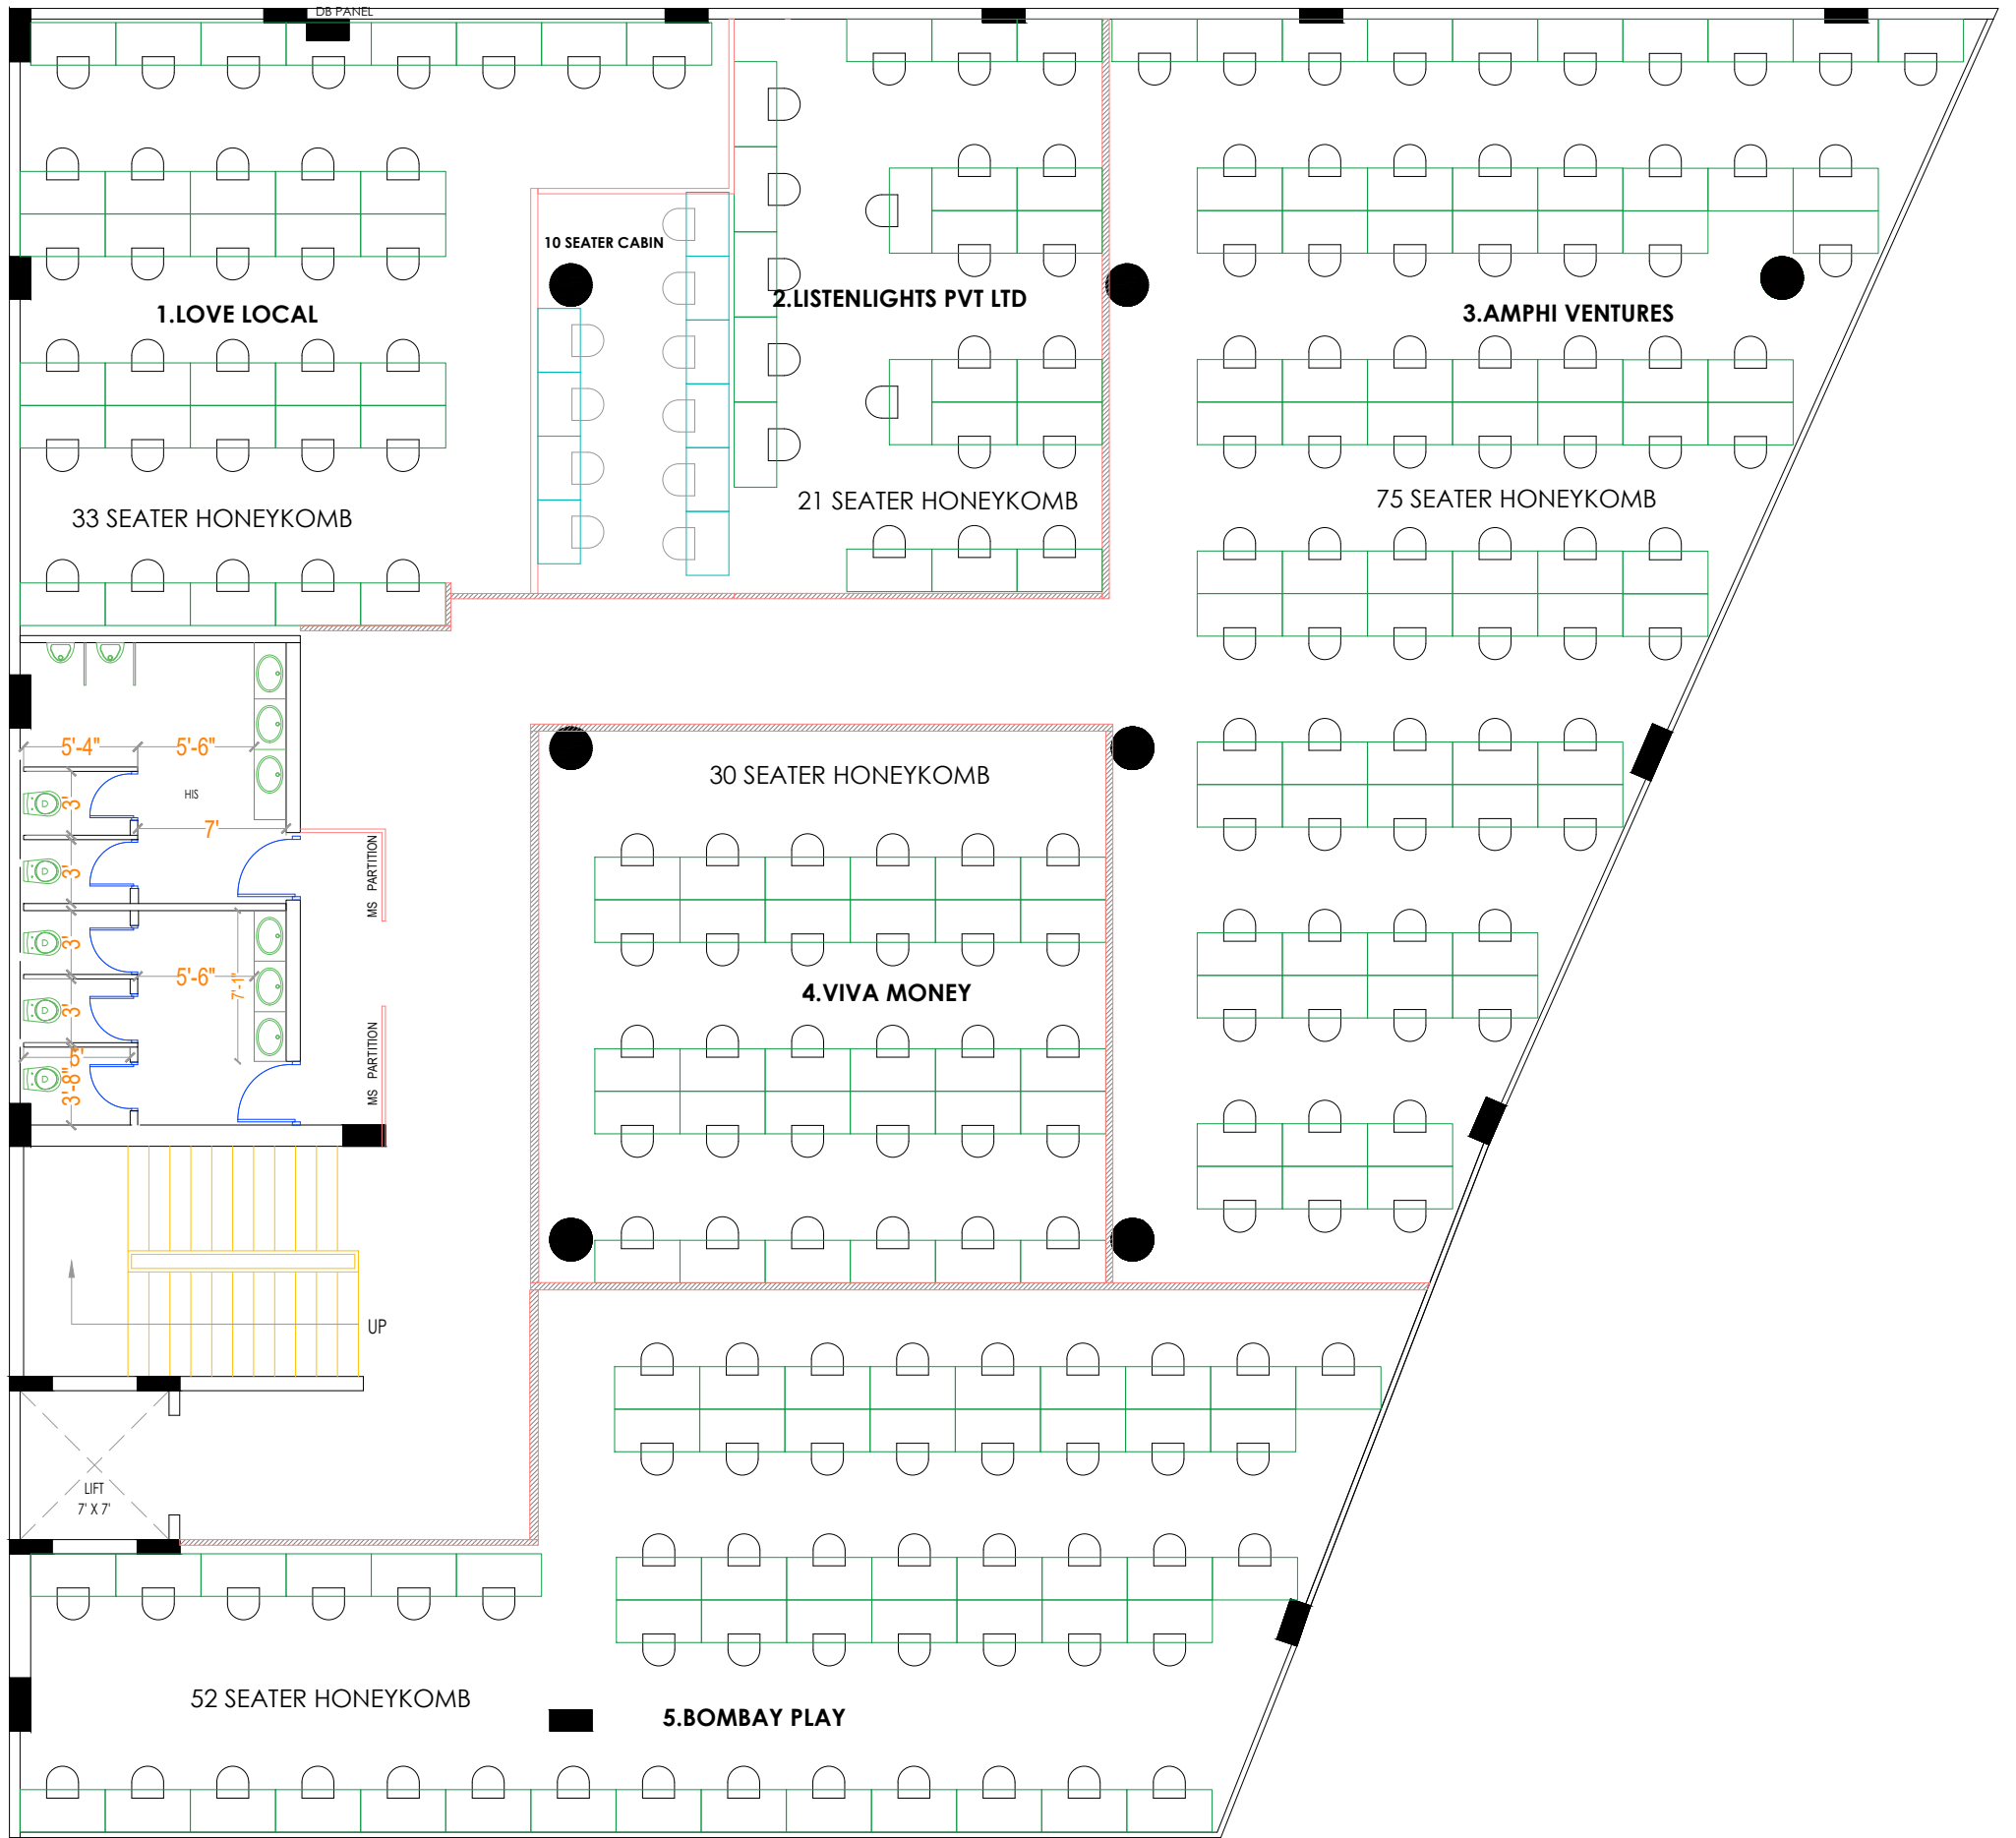 DB PANEL
10 SEATER CABIN
1.LOVE LOCAL
2.LISTENLIGHTS PVT LTD
3.AMPHI VENTURES
33 SEATER HONEYKOMB
21 SEATER HONEYKOMB
75 SEATER HONEYKOMB
5'-4"
5'-6"
HIS
3'
7'
MS PARTITION
3'
30 SEATER HONEYKOMB
3'
5'-6"
7'-1"
3'
5'
3'-8"
MS PARTITION
4.VIVA MONEY
UP
LIFT
7' X 7'
52 SEATER HONEYKOMB
5.BOMBAY PLAY